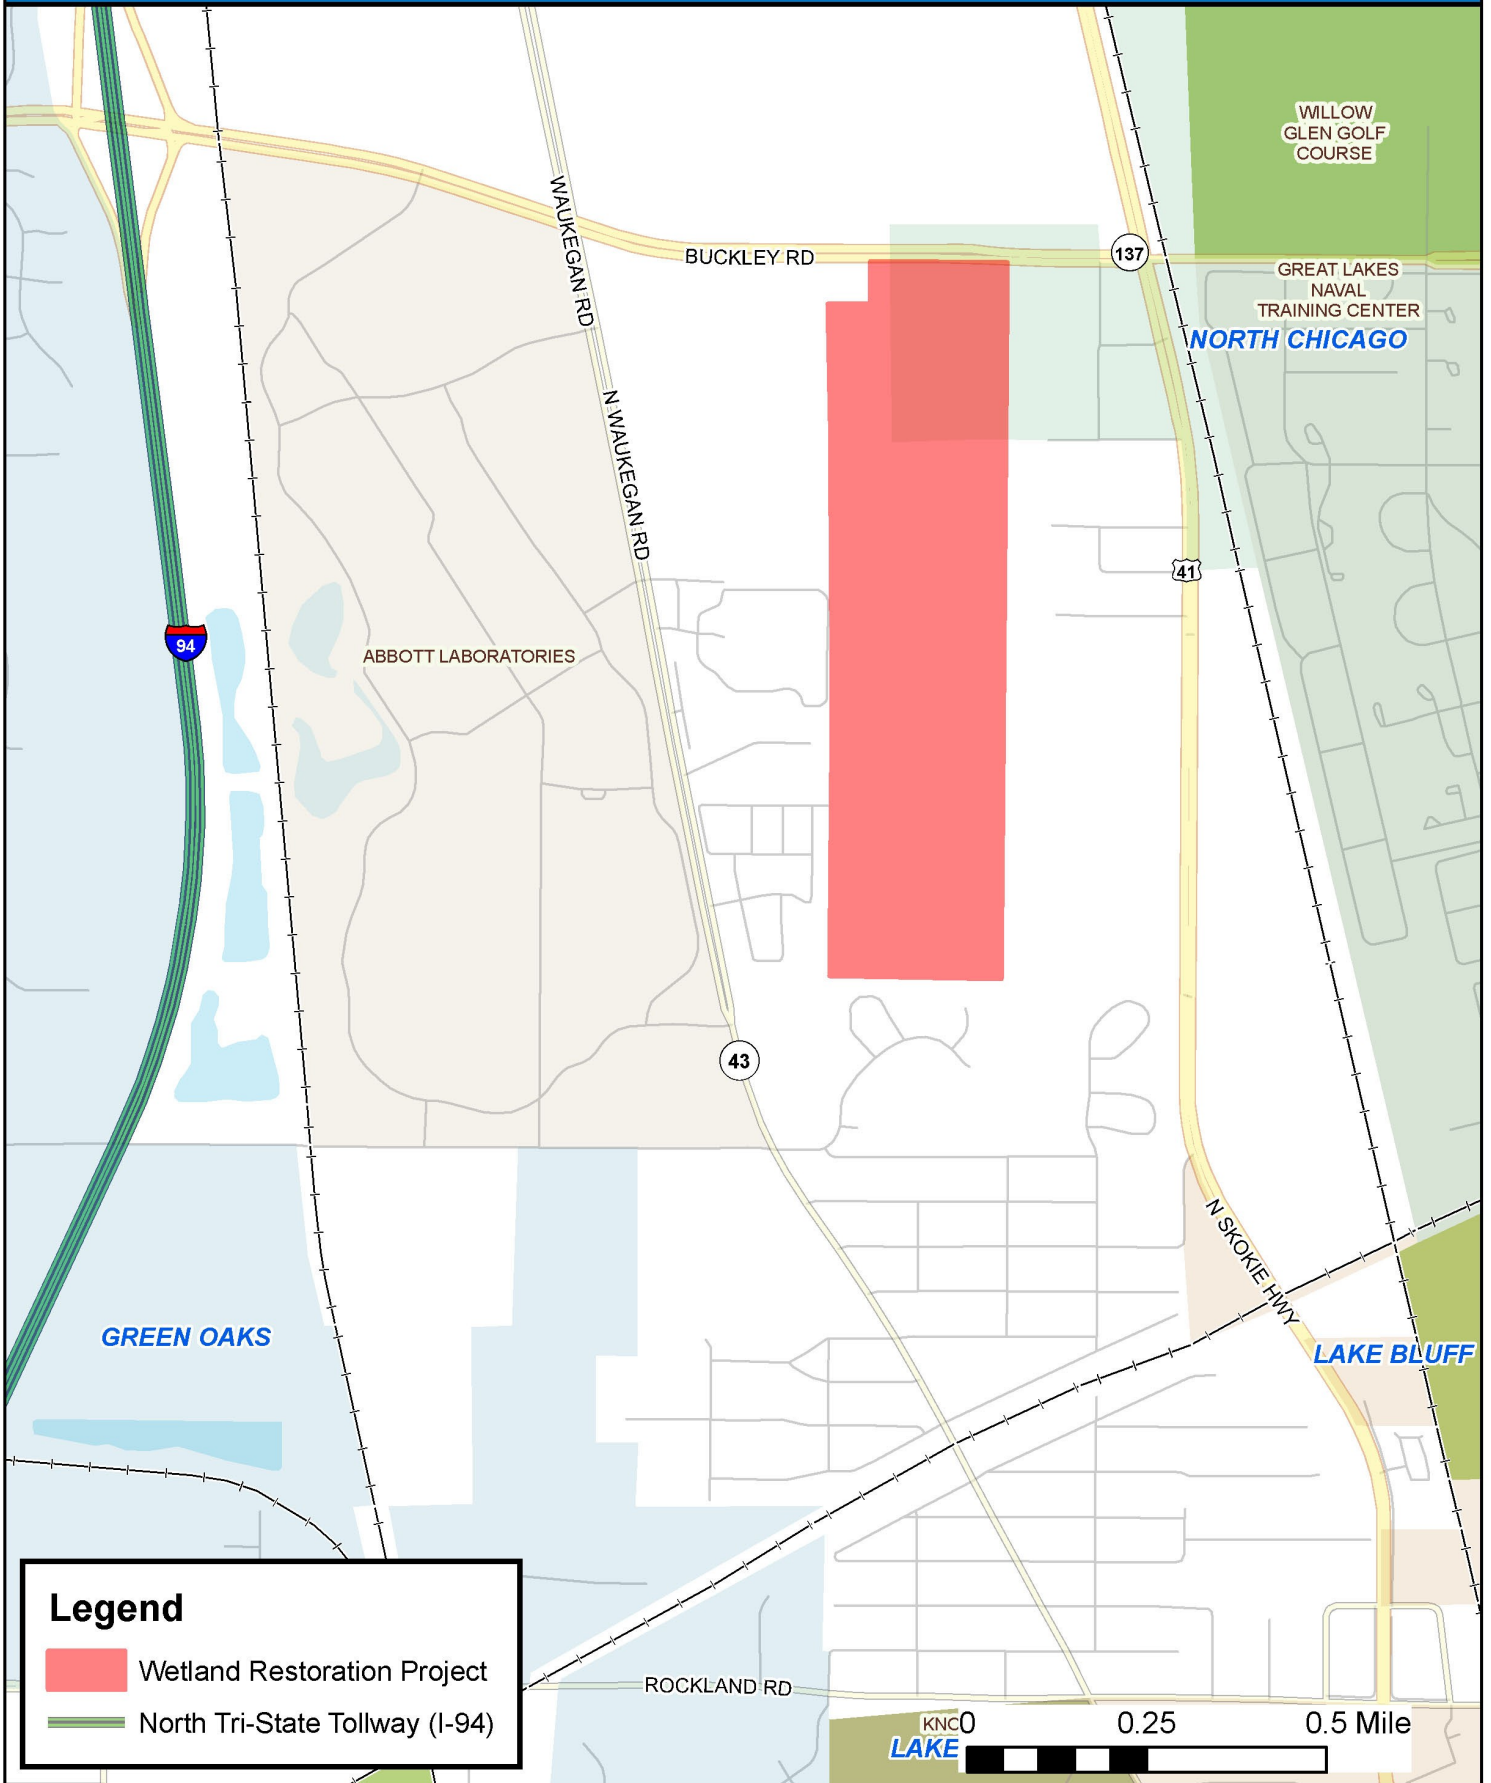 WILLOW
GLEN GOLF
COURSE
WAUKEGAN RD
BUCKLEY RD
137
GREAT LAKES
NAVAL
TRAINING CENTER
NORTH CHICAGO
N WAUKEGAN RD
41
94
ABBOTT LABORATORIES
43
N SKOKIE HWY
GREEN OAKS
LAKE BLUFF
Legend
Wetland Restoration Project
North Tri-State Tollway (I-94)
ROCKLAND RD
KNO
LAKE
0 0.25 0.5 Mile